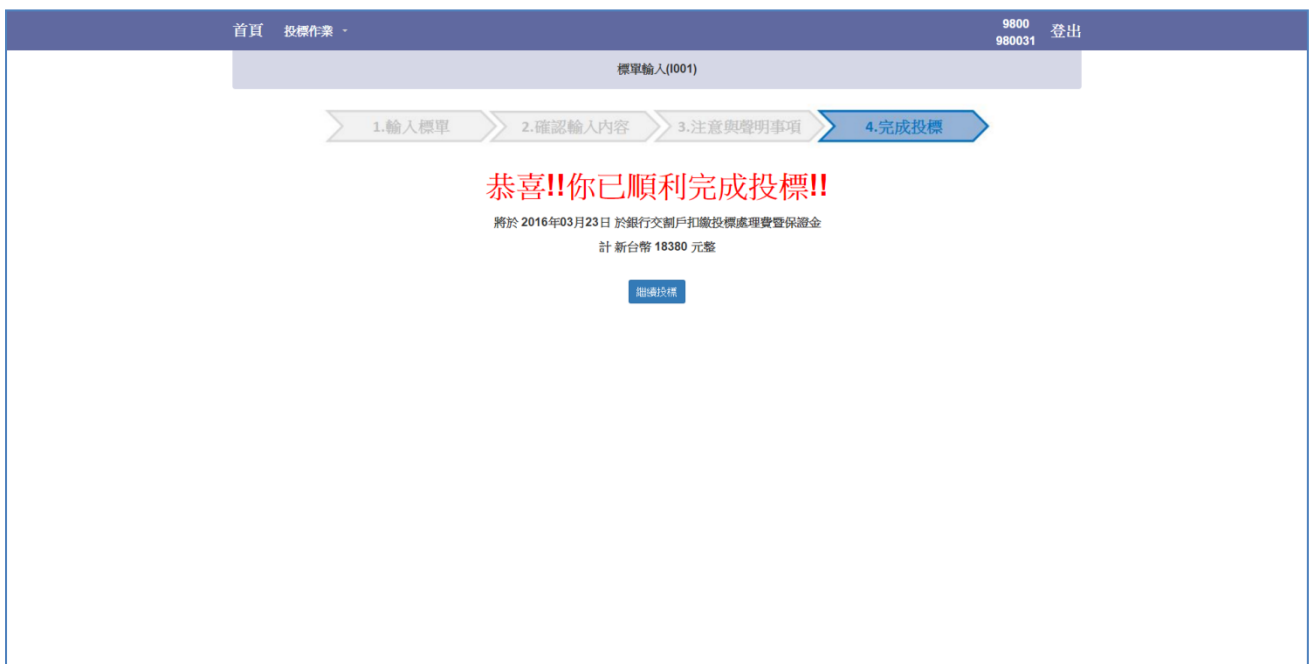 首頁 投標作業
9800
980031
登出
標單輸入(I001)
1.輸入標單 2.確認輸入內容 3.注意與聲明事項 4.完成投標
恭喜!!你已順利完成投標!!
將於 2016年03月23日 於銀行交割戶扣繳投標處理費暨保證金
計 新台幣 18380 元整
繼續投標